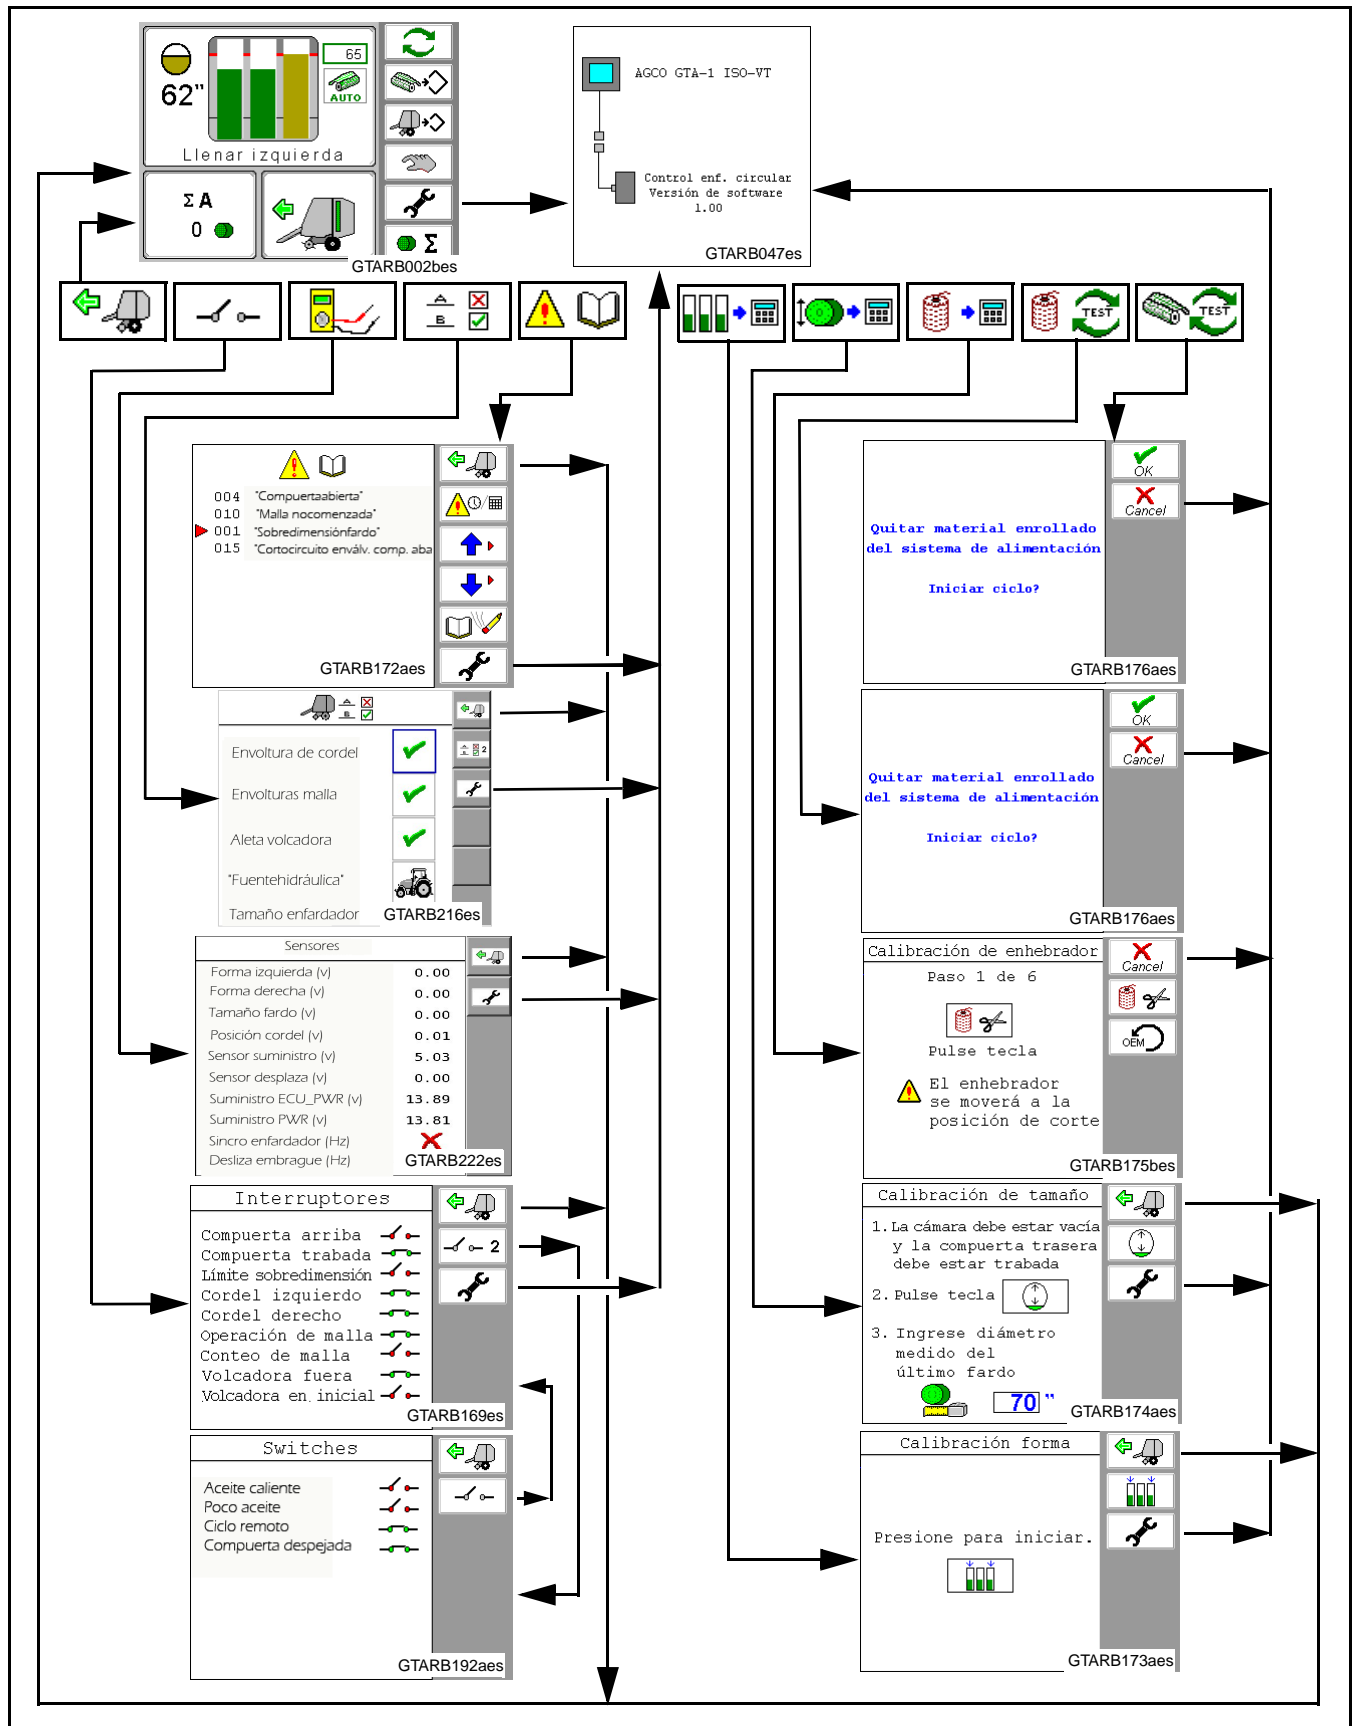 65
62"
AUTO
Llenar izquierda
Σ A
0
Σ
GTARB002bes
AGCO GTA-1 ISO-VT
Control enf. circular
Versión de software
1.00
GTARB047es
A
B
TEST
TEST
004 "Compuertaabierta"
010 "Malla nocomenzada"
001 "Sobredimensiónfardo"
015 "Cortocircuito enválv. comp. aba
GTARB172aes
A
B
Envoltura de cordel
Envolturas malla
Aleta volcadora
"Fuentehidráulica"
Tamaño enfardador
A
B
2
GTARB216es
Sensores
Forma izquierda (v) 0.00
Forma derecha (v) 0.00
Tamaño fardo (v) 0.00
Posición cordel (v) 0.01
Sensor suministro (v) 5.03
Sensor desplaza (v) 0.00
Suministro ECU_PWR (v) 13.89
Suministro PWR (v) 13.81
Sincro enfardador (Hz)
Desliza embrague (Hz)
GTARB222es
Interruptores
Compuerta arriba
Compuerta trabada
Límite sobredimensión
Cordel izquierdo
Cordel derecho
Operación de malla
Conteo de malla
Volcadora fuera
Volcadora en. inicial
2
GTARB169es
Switches
Aceite caliente
Poco aceite
Ciclo remoto
Compuerta despejada
GTARB192aes
Quitar material enrollado
del sistema de alimentación
Iniciar ciclo?
OK
Cancel
GTARB176aes
Quitar material enrollado
del sistema de alimentación
Iniciar ciclo?
OK
Cancel
GTARB176aes
Calibración de enhebrador
Paso 1 de 6
Pulse tecla
El enhebrador
se moverá a la
posición de corte
Cancel
OEM
GTARB175bes
Calibración de tamaño
1. La cámara debe estar vacía
y la compuerta trasera
debe estar trabada
2. Pulse tecla
3. Ingrese diámetro
medido del
último fardo
70 "
GTARB174aes
Calibración forma
Presione para iniciar.
GTARB173aes